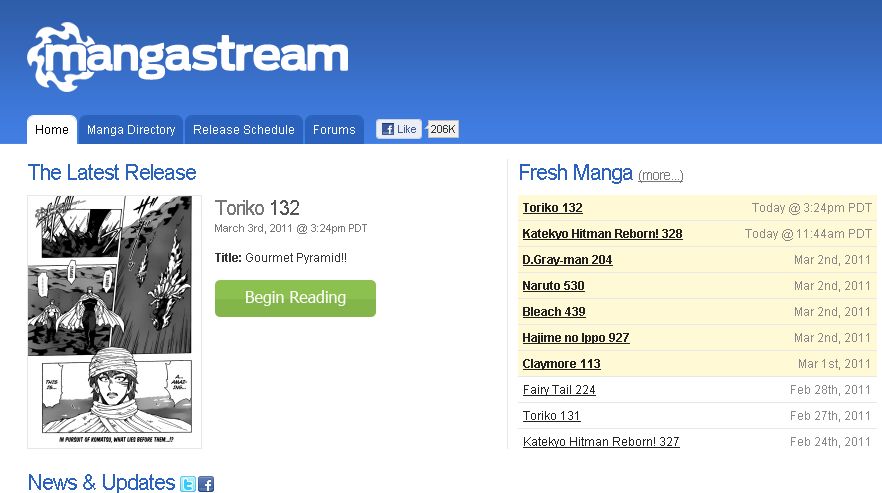 mangastream
Home
Manga Directory
Release Schedule
Forums
Like
206K
The Latest Release
Toriko 132
March 3rd, 2011 @ 3:24pm PDT
Title: Gourmet Pyramid!!
Begin Reading
THIS IS...
A... AMAZING...
IN PURSUIT OF KOMATSU, WHAT LIES BEFORE THEM...!?
Fresh Manga (more...)
Toriko 132 Today @ 3:24pm PDT
Katekyo Hitman Reborn! 328 Today @ 11:44am PDT
D.Gray-man 204 Mar 2nd, 2011
Naruto 530 Mar 2nd, 2011
Bleach 439 Mar 2nd, 2011
Hajime no Ippo 927 Mar 2nd, 2011
Claymore 113 Mar 1st, 2011
Fairy Tail 224 Feb 28th, 2011
Toriko 131 Feb 27th, 2011
Katekyo Hitman Reborn! 327 Feb 24th, 2011
News & Updates